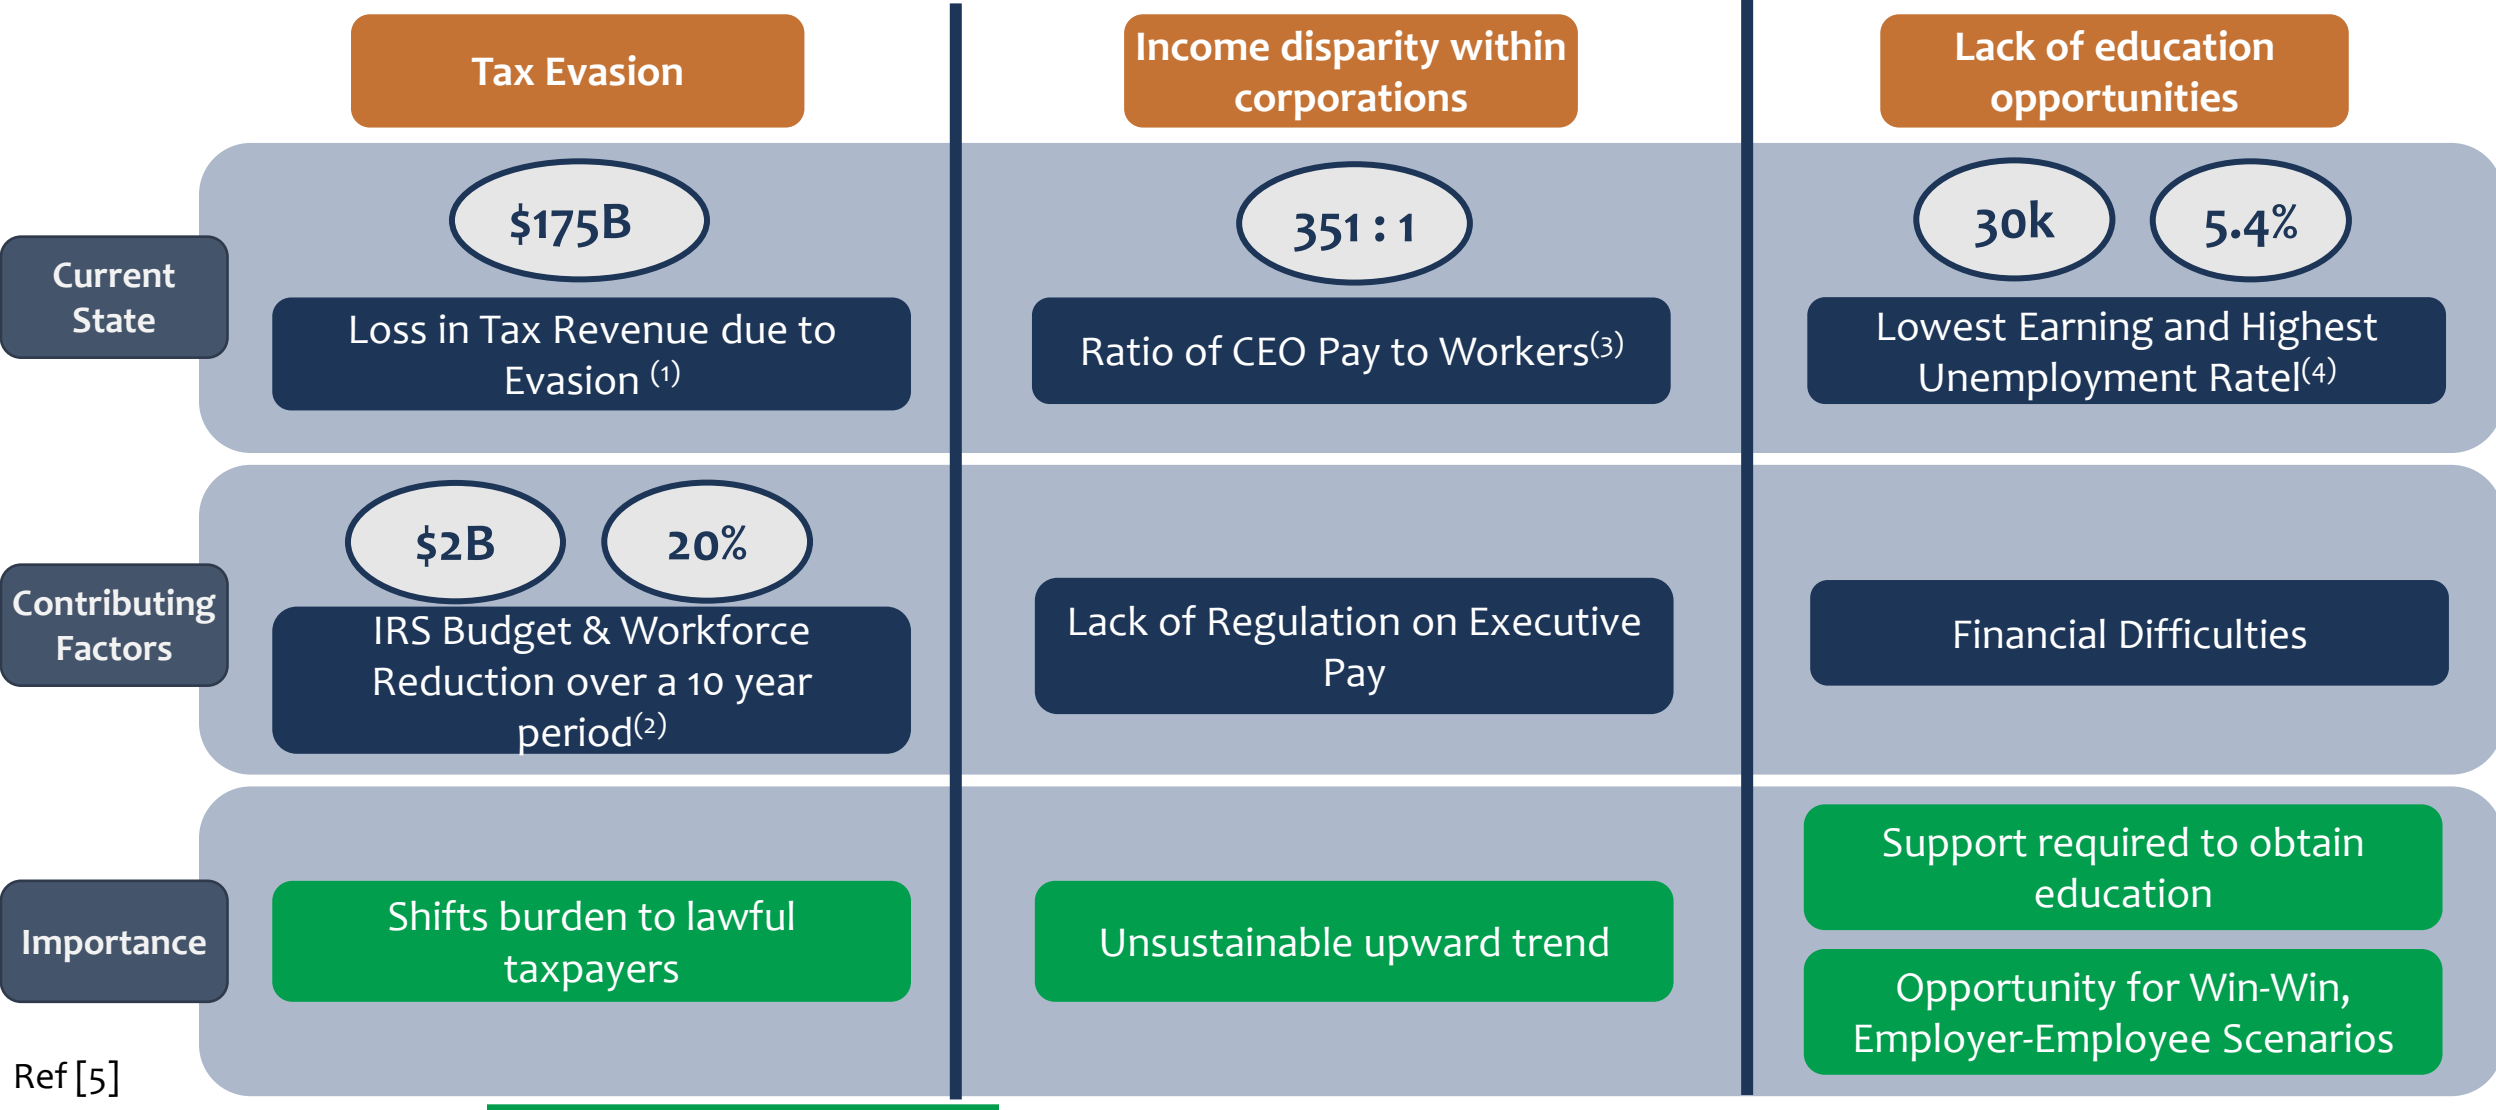 Tax Evasion
Income disparity within
corporations
Lack of education
opportunities
Current
State
$175B
Loss in Tax Revenue due to
Evasion (1)
351 : 1
Ratio of CEO Pay to Workers(3)
30k
5.4%
Lowest Earning and Highest
Unemployment Ratel(4)
Contributing
Factors
$2B
20%
IRS Budget & Workforce
Reduction over a 10 year
period(2)
Lack of Regulation on Executive
Pay
Financial Difficulties
Importance
Shifts burden to lawful
taxpayers
Unsustainable upward trend
Support required to obtain
education
Opportunity for Win-Win,
Employer-Employee Scenarios
Ref [5]